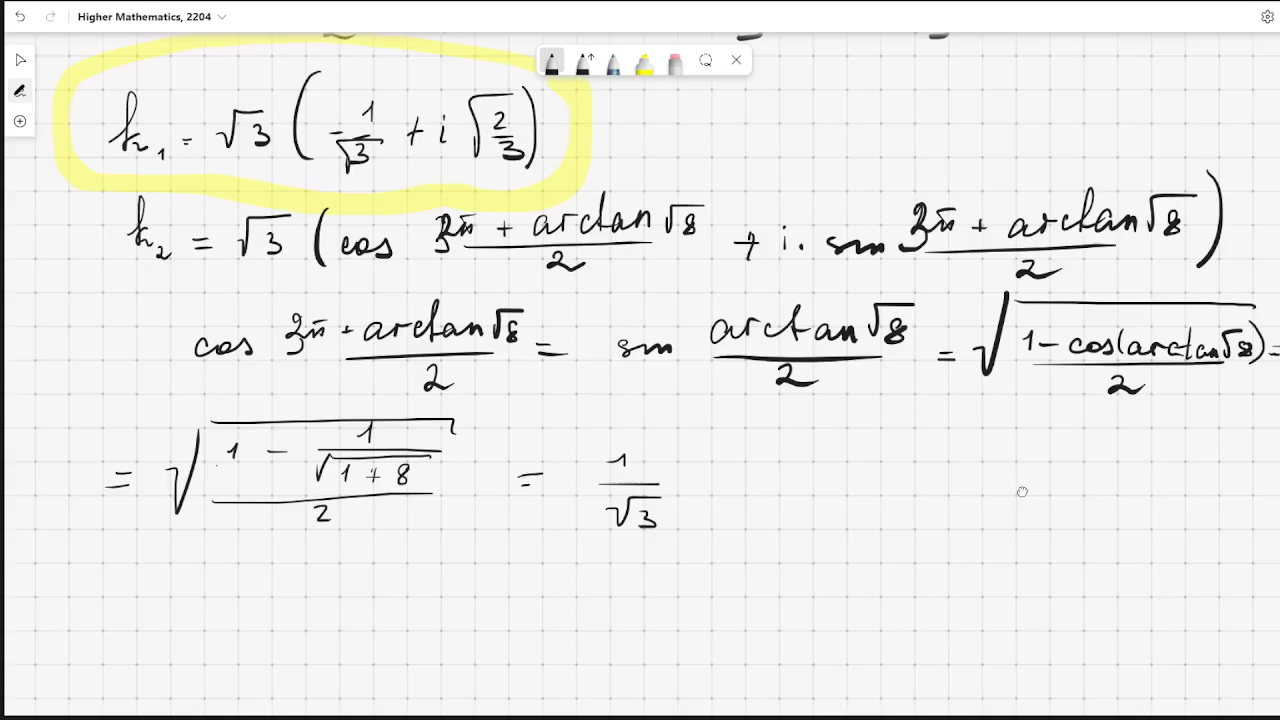 Higher Mathematics, 2204
k₁ = √3 ( -1/√3 + i √(2/3) )
k₂ = √3 ( cos (3π + arctan √8)/2 + i · sin (3π + arctan √8)/2 )
cos (3π + arctan √8)/2 = sin (arctan √8)/2 = √((1 - cos(arctan √8))/2) =
= √((1 - 1/√(1 + 8))/2) = 1/√3